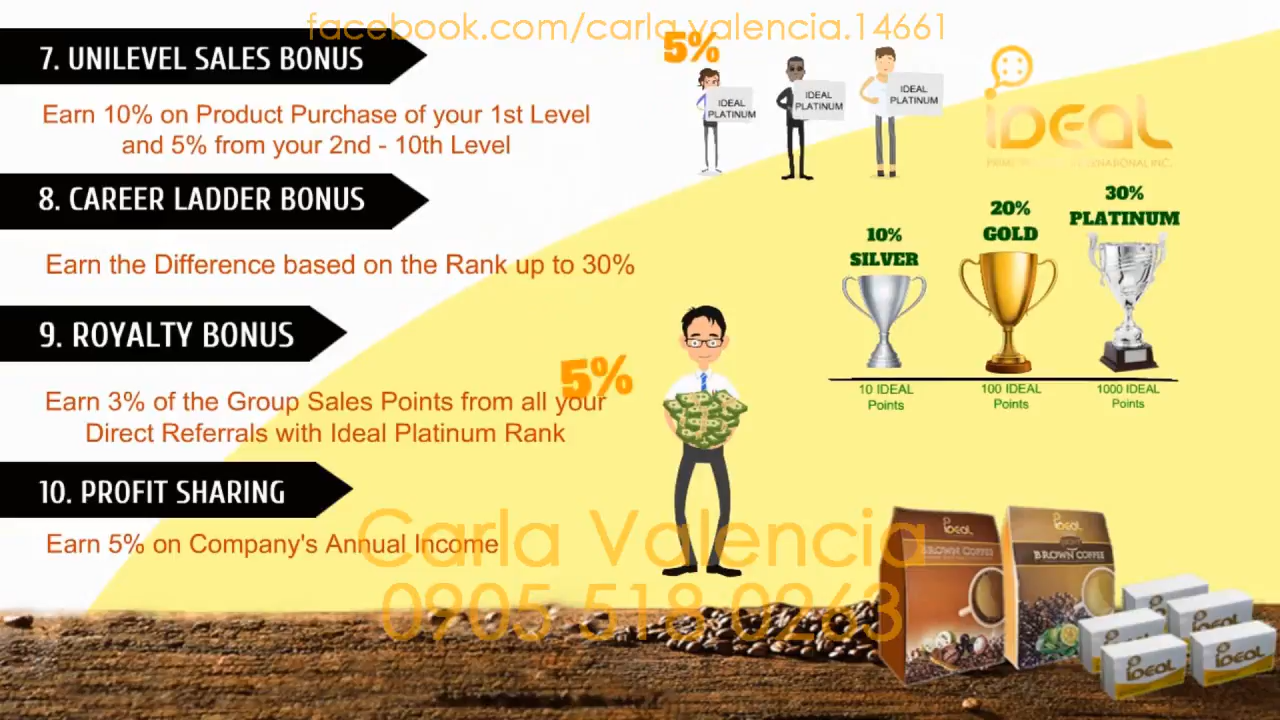 facebook.com/carla.valencia.14661
7. UNILEVEL SALES BONUS
Earn 10% on Product Purchase of your 1st Level
and 5% from your 2nd - 10th Level
8. CAREER LADDER BONUS
Earn the Difference based on the Rank up to 30%
9. ROYALTY BONUS
Earn 3% of the Group Sales Points from all your
Direct Referrals with Ideal Platinum Rank
10. PROFIT SHARING
Earn 5% on Company's Annual Income
5%
IDEAL
PLATINUM
IDEAL
PLATINUM
IDEAL
PLATINUM
iDEAL
10%
SILVER
20%
GOLD
30%
PLATINUM
10 IDEAL
Points
100 IDEAL
Points
1000 IDEAL
Points
5%
Carla Valencia
0905 518 0263
iDEAL
BROWN COFFEE
iDEAL
BROWN COFFEE
iDEAL
iDEAL
iDEAL
iDEAL